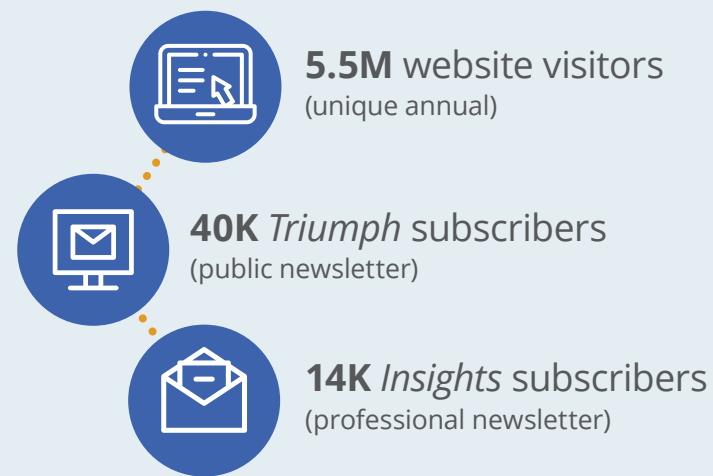 5.5M website visitors
(unique annual)
40K Triumph subscribers
(public newsletter)
14K Insights subscribers
(professional newsletter)